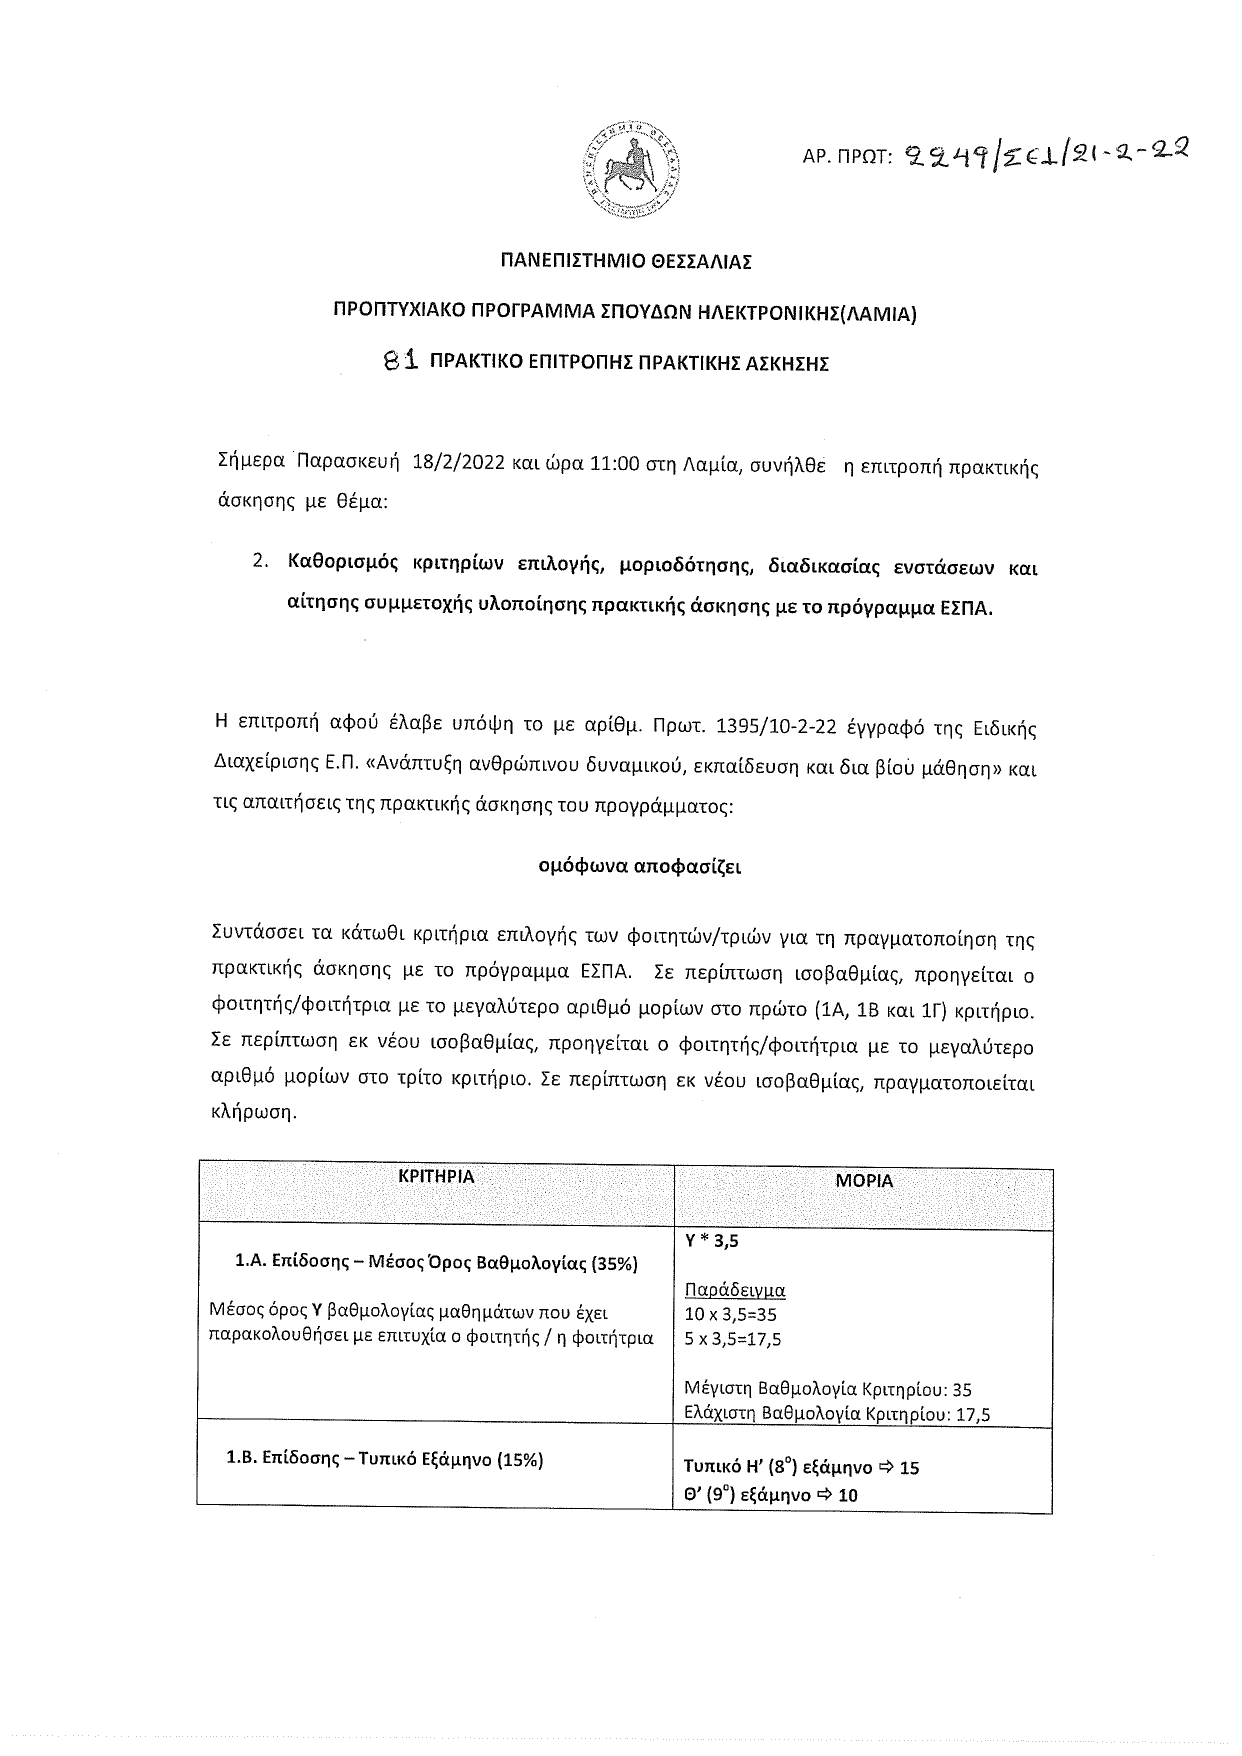 ΑΡ. ΠΡΩΤ: 2249/ΣΕΙ/21-2-22
ΠΑΝΕΠΙΣΤΗΜΙΟ ΘΕΣΣΑΛΙΑΣ
ΠΡΟΠΤΥΧΙΑΚΟ ΠΡΟΓΡΑΜΜΑ ΣΠΟΥΔΩΝ ΗΛΕΚΤΡΟΝΙΚΗΣ(ΛΑΜΙΑ)
81 ΠΡΑΚΤΙΚΟ ΕΠΙΤΡΟΠΗΣ ΠΡΑΚΤΙΚΗΣ ΑΣΚΗΣΗΣ
Σήμερα Παρασκευή 18/2/2022 και ώρα 11:00 στη Λαμία, συνήλθε η επιτροπή πρακτικής
άσκησης με θέμα:
2. Καθορισμός κριτηρίων επιλογής, μοριοδότησης, διαδικασίας ενστάσεων και
αίτησης συμμετοχής υλοποίησης πρακτικής άσκησης με το πρόγραμμα ΕΣΠΑ.
Η επιτροπή αφού έλαβε υπόψη το με αρίθμ. Πρωτ. 1395/10-2-22 έγγραφό της Ειδικής
Διαχείρισης Ε.Π. «Ανάπτυξη ανθρώπινου δυναμικού, εκπαίδευση και δια βίου μάθηση» και
τις απαιτήσεις της πρακτικής άσκησης του προγράμματος:
ομόφωνα αποφασίζει
Συντάσσει τα κάτωθι κριτήρια επιλογής των φοιτητών/τριών για τη πραγματοποίηση της
πρακτικής άσκησης με το πρόγραμμα ΕΣΠΑ. Σε περίπτωση ισοβαθμίας, προηγείται ο
φοιτητής/φοιτήτρια με το μεγαλύτερο αριθμό μορίων στο πρώτο (1Α, 1Β και 1Γ) κριτήριο.
Σε περίπτωση εκ νέου ισοβαθμίας, προηγείται ο φοιτητής/φοιτήτρια με το μεγαλύτερο
αριθμό μορίων στο τρίτο κριτήριο. Σε περίπτωση εκ νέου ισοβαθμίας, πραγματοποιείται
κλήρωση.
ΚΡΙΤΗΡΙΑ
ΜΟΡΙΑ
1.Α. Επίδοσης – Μέσος Όρος Βαθμολογίας (35%)
Μέσος όρος Υ βαθμολογίας μαθημάτων που έχει
παρακολουθήσει με επιτυχία ο φοιτητής / η φοιτήτρια
Υ * 3,5
Παράδειγμα
10 x 3,5=35
5 x 3,5=17,5
Μέγιστη Βαθμολογία Κριτηρίου: 35
Ελάχιστη Βαθμολογία Κριτηρίου: 17,5
1.Β. Επίδοσης – Τυπικό Εξάμηνο (15%)
Τυπικό Η’ (8ο) εξάμηνο ⇨ 15
Θ’ (9ο) εξάμηνο ⇨ 10